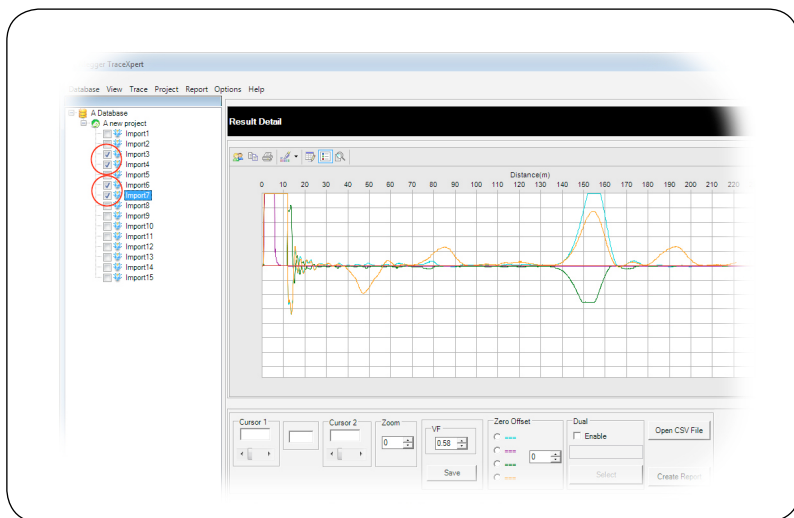 TraceXpert
Database View Trace Project Report Options Help
A Database
A new project
Import1
Import2
Import3
Import4
Import5
Import6
Import7
Import8
Import9
Import10
Import11
Import12
Import13
Import14
Import15
Result Detail
Distance(m)
0 10 20 30 40 50 60 70 80 90 100 110 120 130 140 150 160 170 180 190 200 210 220
Cursor 1
Cursor 2
Zoom
0
VF
0.58
Save
Zero Offset
0
Dual
Enable
Select
Open CSV File
Create Report